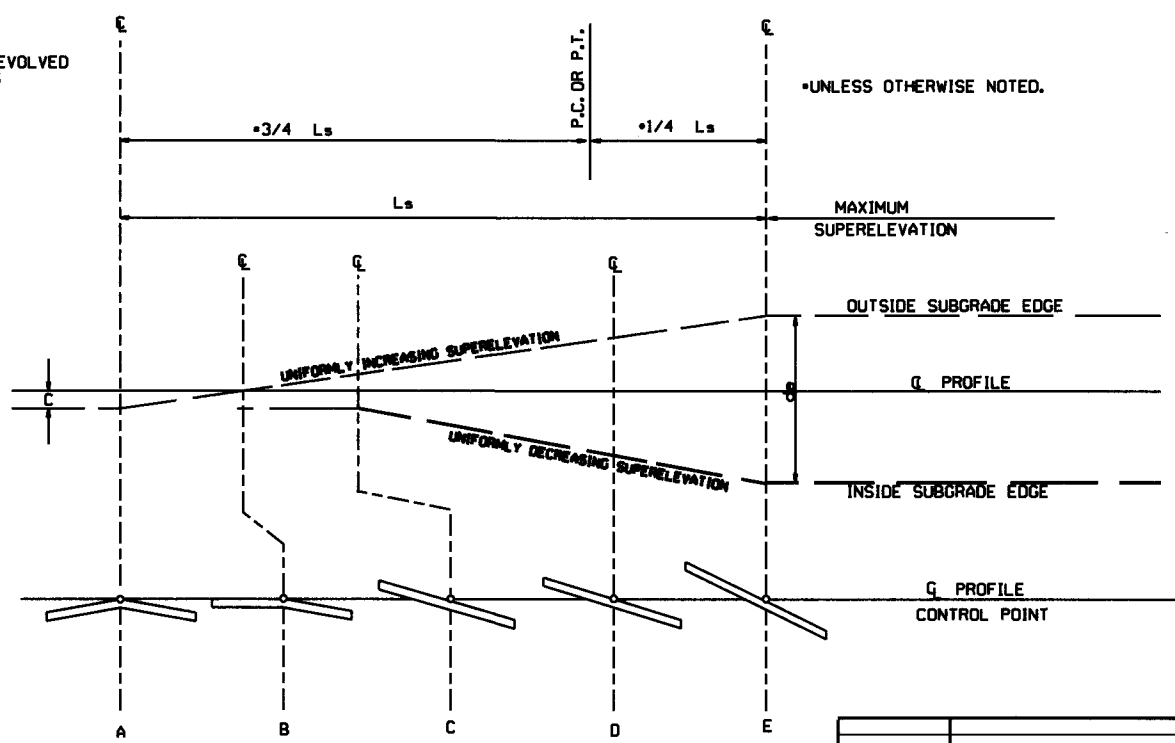 ℄
℄
EVOLVED
P.C. OR P.T.
*UNLESS OTHERWISE NOTED.
*3/4 Ls
*1/4 Ls
Ls
MAXIMUM
SUPERELEVATION
℄
℄
℄
OUTSIDE SUBGRADE EDGE
UNIFORMLY INCREASING SUPERELEVATION
℄ PROFILE
C
UNIFORMLY DECREASING SUPERELEVATION
INSIDE SUBGRADE EDGE
℄ PROFILE
CONTROL POINT
A
B
C
D
E